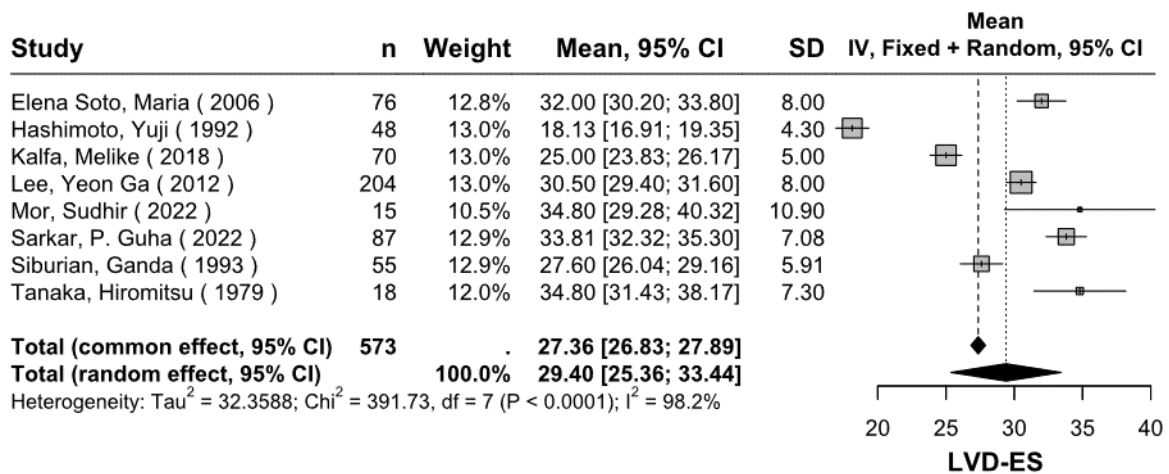 Mean
Study n Weight Mean, 95% CI SD IV, Fixed + Random, 95% CI
Elena Soto, Maria ( 2006 ) 76 12.8% 32.00 [30.20; 33.80] 8.00
Hashimoto, Yuji ( 1992 ) 48 13.0% 18.13 [16.91; 19.35] 4.30
Kalfa, Melike ( 2018 ) 70 13.0% 25.00 [23.83; 26.17] 5.00
Lee, Yeon Ga ( 2012 ) 204 13.0% 30.50 [29.40; 31.60] 8.00
Mor, Sudhir ( 2022 ) 15 10.5% 34.80 [29.28; 40.32] 10.90
Sarkar, P. Guha ( 2022 ) 87 12.9% 33.81 [32.32; 35.30] 7.08
Siburian, Ganda ( 1993 ) 55 12.9% 27.60 [26.04; 29.16] 5.91
Tanaka, Hiromitsu ( 1979 ) 18 12.0% 34.80 [31.43; 38.17] 7.30
Total (common effect, 95% CI) 573 . 27.36 [26.83; 27.89]
Total (random effect, 95% CI) 100.0% 29.40 [25.36; 33.44]
Heterogeneity: Tau² = 32.3588; Chi² = 391.73, df = 7 (P < 0.0001); I² = 98.2%
20 25 30 35 40
LVD-ES